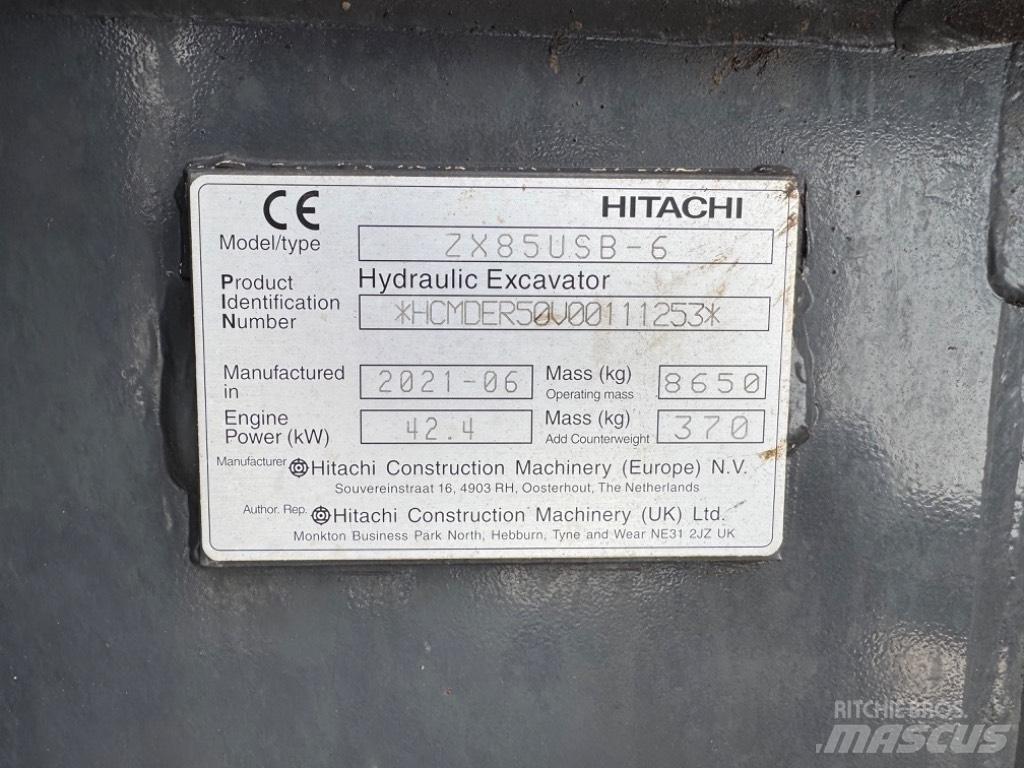 CE HITACHI
Model/type ZX85USB-6
Product Hydraulic Excavator
Identification *HCMDER50V00111253*
Number
Manufactured in 2021-06 Mass (kg) Operating mass 8650
Engine Power (kW) 42.4 Mass (kg) Add Counterweight 370
Manufacturer Hitachi Construction Machinery (Europe) N.V.
Souvereinstraat 16, 4903 RH, Oosterhout, The Netherlands
Author. Rep. Hitachi Construction Machinery (UK) Ltd.
Monkton Business Park North, Hebburn, Tyne and Wear NE31 2JZ UK
RITCHIE BROS.
MASCUS